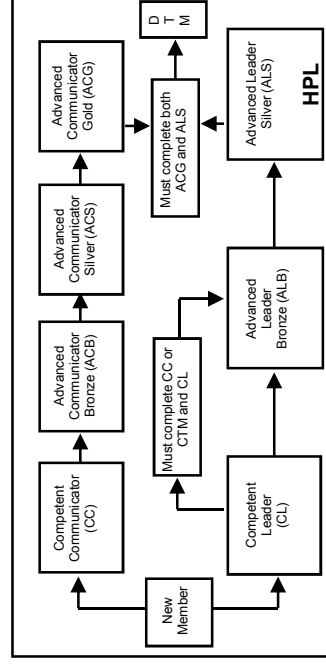 New
Member
Competent
Communicator
(CC)
Advanced
Communicator
Bronze (ACB)
Advanced
Communicator
Silver (ACS)
Advanced
Communicator
Gold (ACG)
Must complete CC or
CTM and CL
Must complete both
ACG and ALS
D
T
M
Competent
Leader
(CL)
Advanced
Leader
Bronze (ALB)
Advanced Leader
Silver (ALS)
HPL